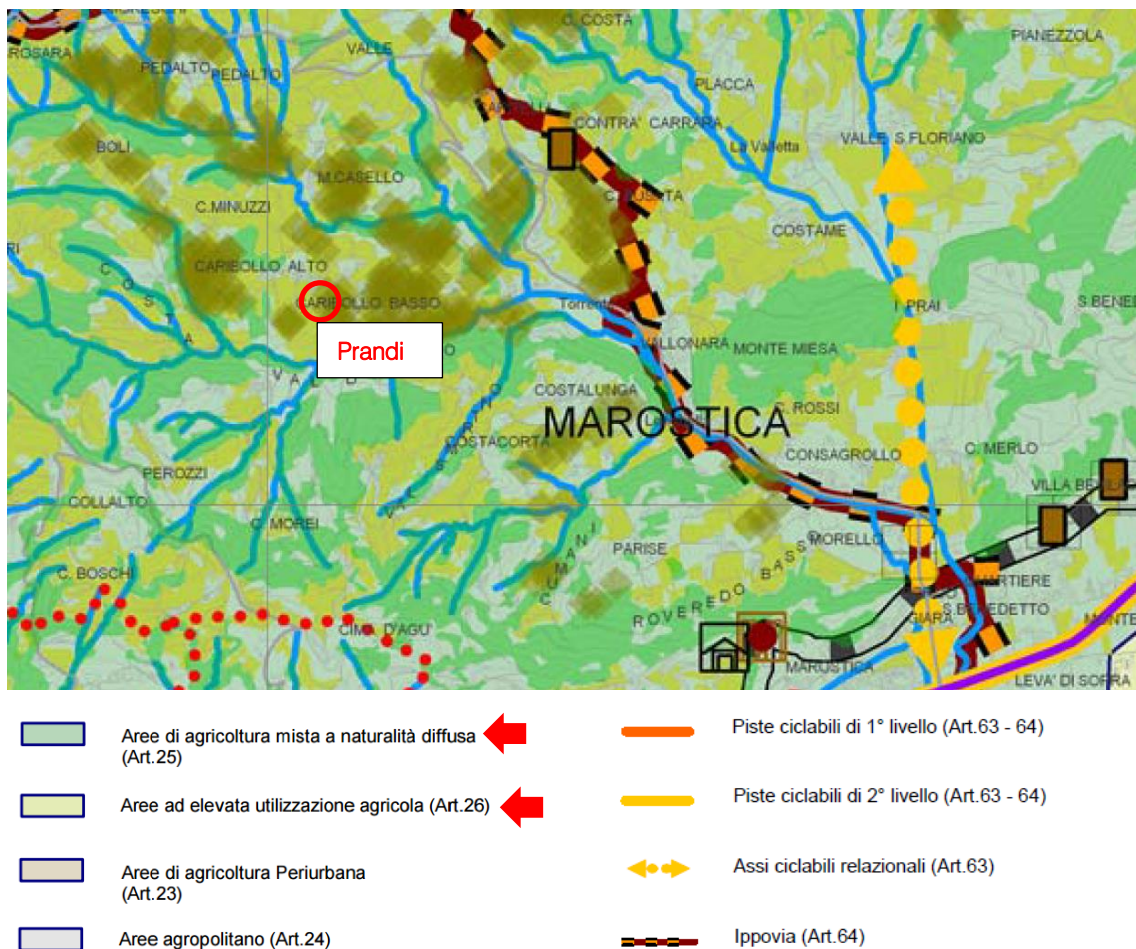 C. COSTA
PIANEZZOLA
ROSARA
VALLE
PEDALTO
PEDALTO
PLACCA
CONTRA' CARRARA
VALLE S.FLORIANO
BOLI
La Valletta
M.CASELLO
C.MINUZZI
COSTAME
CARIBOLLO ALTO
CARIBOLLO BASSO
Torrente
I. PRAI
S.BENE
COSTA
Prandi
VALLONARA
MONTE MIESA
COSTALUNGA
MAROSTICA
C. ROSSI
COSTACORTA
CONSAGROLLO
C. MERLO
PEROZZI
COLLALTO
C. MOREI
MORELLO
PARISE
C. BOSCHI
ROVEREDO BASSO
S.BENEDETTO
CIMA D'AGU'
GIARA
MONTE
MAROSTICA
LEVA' DI SOPRA
Aree di agricoltura mista a naturalità diffusa
(Art.25)
Aree ad elevata utilizzazione agricola (Art.26)
Aree di agricoltura Periurbana
(Art.23)
Aree agropolitano (Art.24)
Piste ciclabili di 1° livello (Art.63 - 64)
Piste ciclabili di 2° livello (Art.63 - 64)
Assi ciclabili relazionali (Art.63)
Ippovia (Art.64)